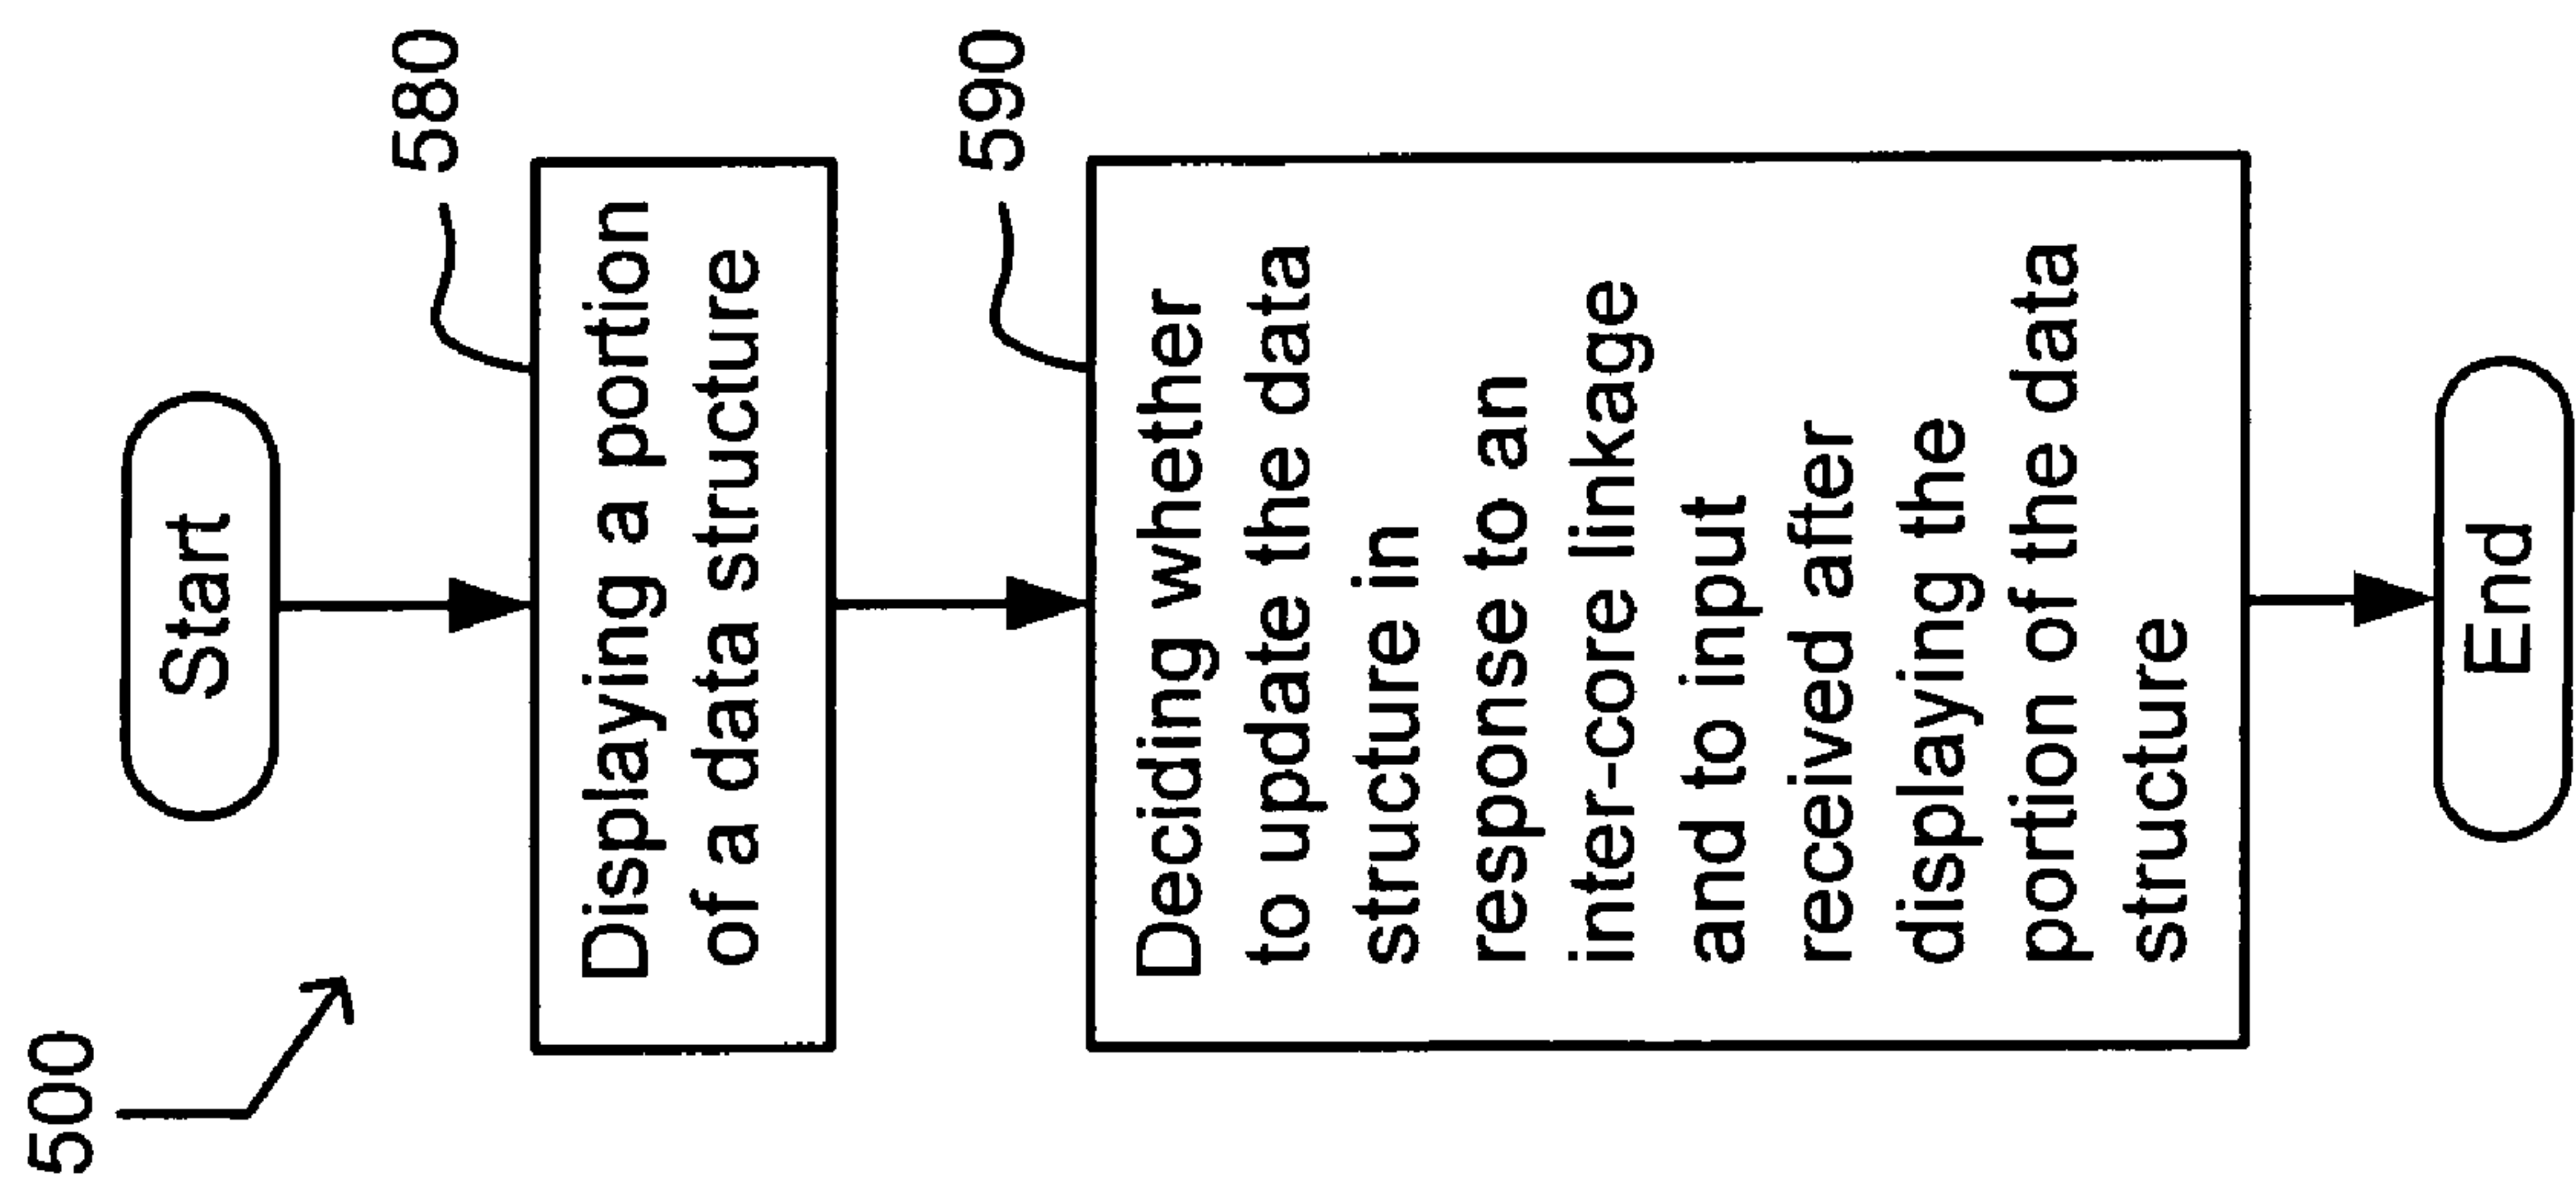 500
Start
580
Displaying a portion
of a data structure
590
Deciding whether
to update the data
structure in
response to an
inter-core linkage
and to input
received after
displaying the
portion of the data
structure
End